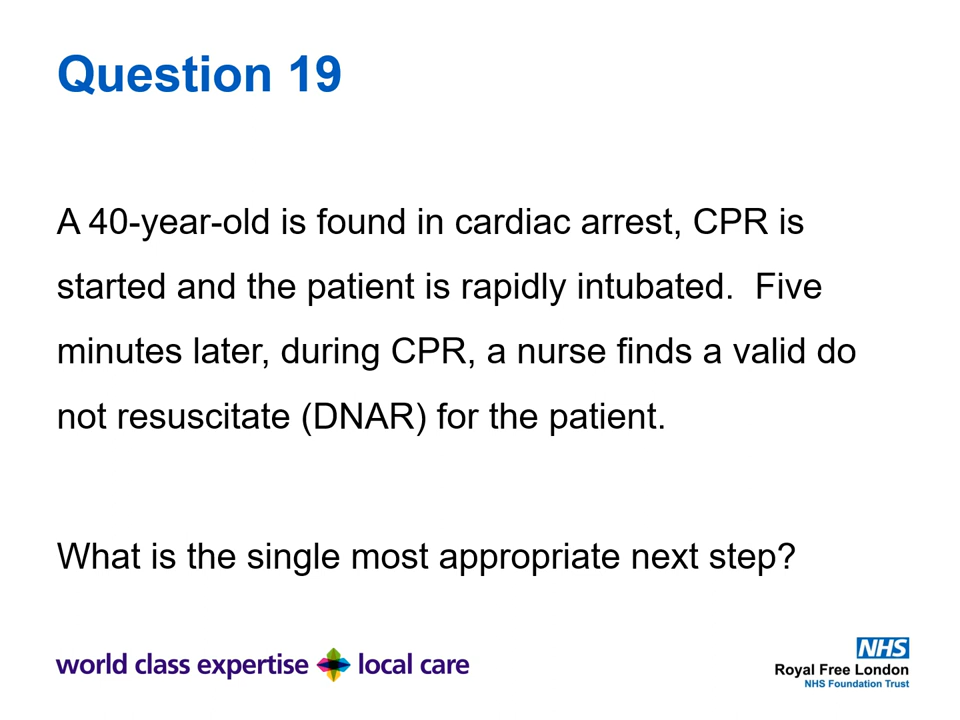 Question 19
A 40-year-old is found in cardiac arrest, CPR is
started and the patient is rapidly intubated.  Five
minutes later, during CPR, a nurse finds a valid do
not resuscitate (DNAR) for the patient.
What is the single most appropriate next step?
world class expertise local care
NHS
Royal Free London
NHS Foundation Trust